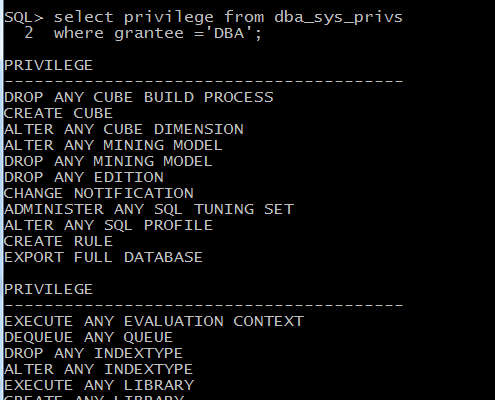 SQL> select privilege from dba_sys_privs
2 where grantee ='DBA';
PRIVILEGE
----------------------------------------
DROP ANY CUBE BUILD PROCESS
CREATE CUBE
ALTER ANY CUBE DIMENSION
ALTER ANY MINING MODEL
DROP ANY MINING MODEL
DROP ANY EDITION
CHANGE NOTIFICATION
ADMINISTER ANY SQL TUNING SET
ALTER ANY SQL PROFILE
CREATE RULE
EXPORT FULL DATABASE
PRIVILEGE
----------------------------------------
EXECUTE ANY EVALUATION CONTEXT
DEQUEUE ANY QUEUE
DROP ANY INDEXTYPE
ALTER ANY INDEXTYPE
EXECUTE ANY LIBRARY
CREATE ANY LIBRARY